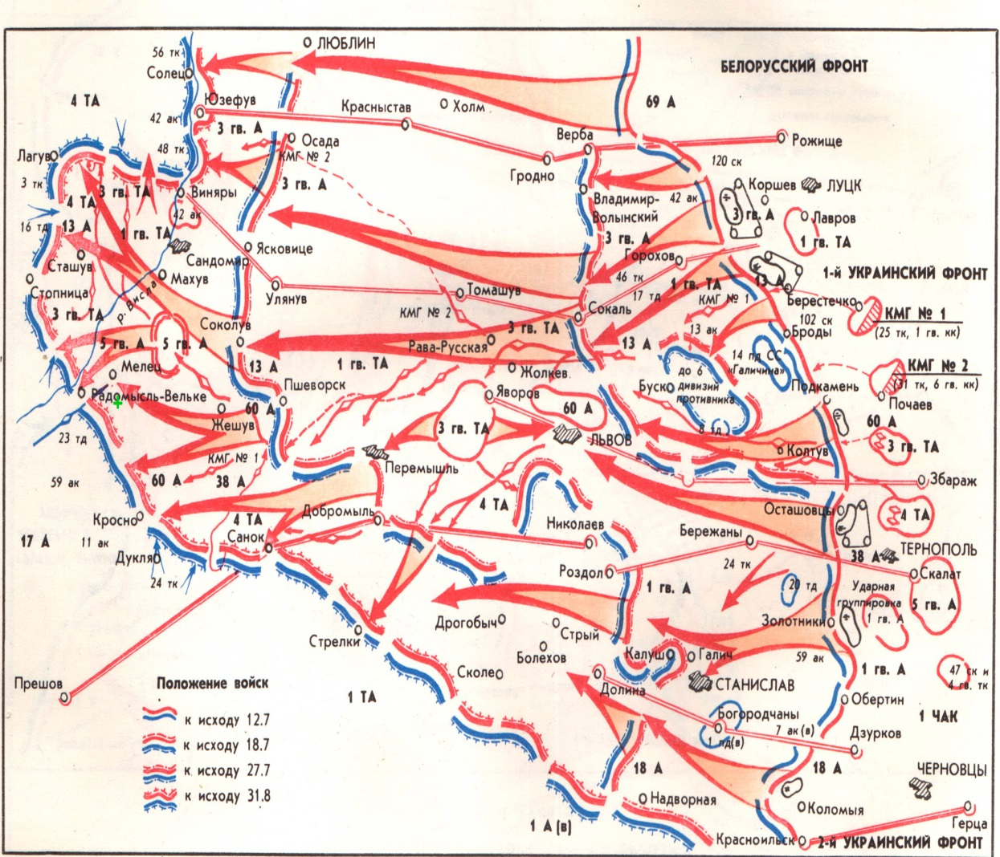 ЛЮБЛИН
56 тк
Солец
БЕЛОРУССКИЙ ФРОНТ
4 ТА
Юзефув
42 ак
3 гв. А
Красныстав
Холм
69 А
Верба
Рожище
Лагув
48 тк
Осада
КМГ № 2
Гродно
120 ск
3 тк
3 гв. ТА
Виняры
3 гв. А
Владимир-
Волынский
42 ак
Коршев
ЛУЦК
3 гв. А
Лавров
1 гв. ТА
4 ТА
16 тд
13 А
1 гв. ТА
42 ак
Сандомир
Ясковице
3 гв. А
Горохов
Сташув
Махув
Стопница
р. Висла
Улянув
Томашув
46 тк
17 тд
1 гв. ТА
КМГ № 1
13 А
1-й УКРАИНСКИЙ ФРОНТ
Берестечко
КМГ № 1
(25 тк, 1 гв. кк)
3 гв. ТА
Соколув
КМГ № 2
Сокаль
3 гв. ТА
102 ск
Броды
13 ак
5 гв. А
5 гв. А
Рава-Русская
13 А
14 пд СС
„Галичина”
Мелец
13 А
1 гв. ТА
Жолкев
Буско
до 6
дивизий
противника
КМГ № 2
(31 тк, 6 гв. кк)
Подкамень
Почаев
Радомысль-Вельке
Пшеворск
Яворов
60 А
60 А
Жешув
3 гв. ТА
ЛЬВОВ
8 тд
60 А
3 гв. ТА
23 тд
КМГ № 1
Колтув
59 ак
60 А
38 А
Перемышль
Збараж
4 ТА
Кросно
4 ТА
Добромыль
4 ТА
Осташовцы
17 А
11 ак
Санок
Николаев
Бережаны
38 А
ТЕРНОПОЛЬ
Дукля
24 тк
24 тк
Роздол
Скалат
1 гв. А
20 тд
Ударная
группировка
1 гв. А
5 гв. А
Дрогобыч
Стрый
Золотники
Стрелки
Болехов
Калуш
Галич
59 ак
1 гв. А
47 ск и
4 гв. тк
Сколе
СТАНИСЛАВ
Прешов
Долина
Обертин
1 ТА
Богородчаны
1 ЧАК
7 ак (в)
1 пд(в)
Дзурков
18 А
18 А
ЧЕРНОВЦЫ
Надворная
Коломыя
Герца
1 А (в)
Красноильск
2-й УКРАИНСКИЙ ФРОНТ
Положение войск
к исходу 12.7
к исходу 18.7
к исходу 27.7
к исходу 31.8